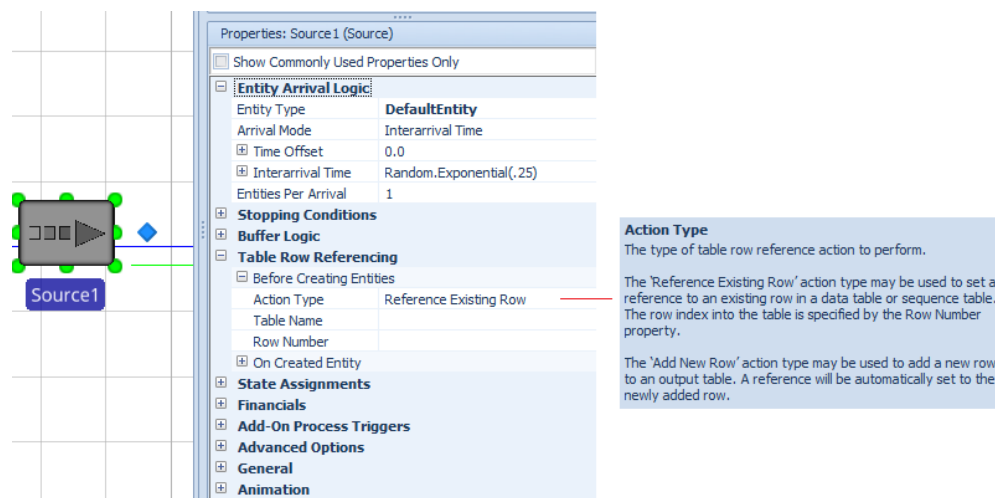 Properties: Source1 (Source)
Show Commonly Used Properties Only
Entity Arrival Logic
Entity Type DefaultEntity
Arrival Mode Interarrival Time
Time Offset 0.0
Interarrival Time Random.Exponential(.25)
Entities Per Arrival 1
Stopping Conditions
Buffer Logic
Table Row Referencing
Before Creating Entities
Action Type Reference Existing Row
Table Name
Row Number
On Created Entity
State Assignments
Financials
Add-On Process Triggers
Advanced Options
General
Animation
Source1
Action Type
The type of table row reference action to perform.
The 'Reference Existing Row' action type may be used to set a
reference to an existing row in a data table or sequence table.
The row index into the table is specified by the Row Number
property.
The `Add New Row' action type may be used to add a new row
to an output table. A reference will be automatically set to the
newly added row.